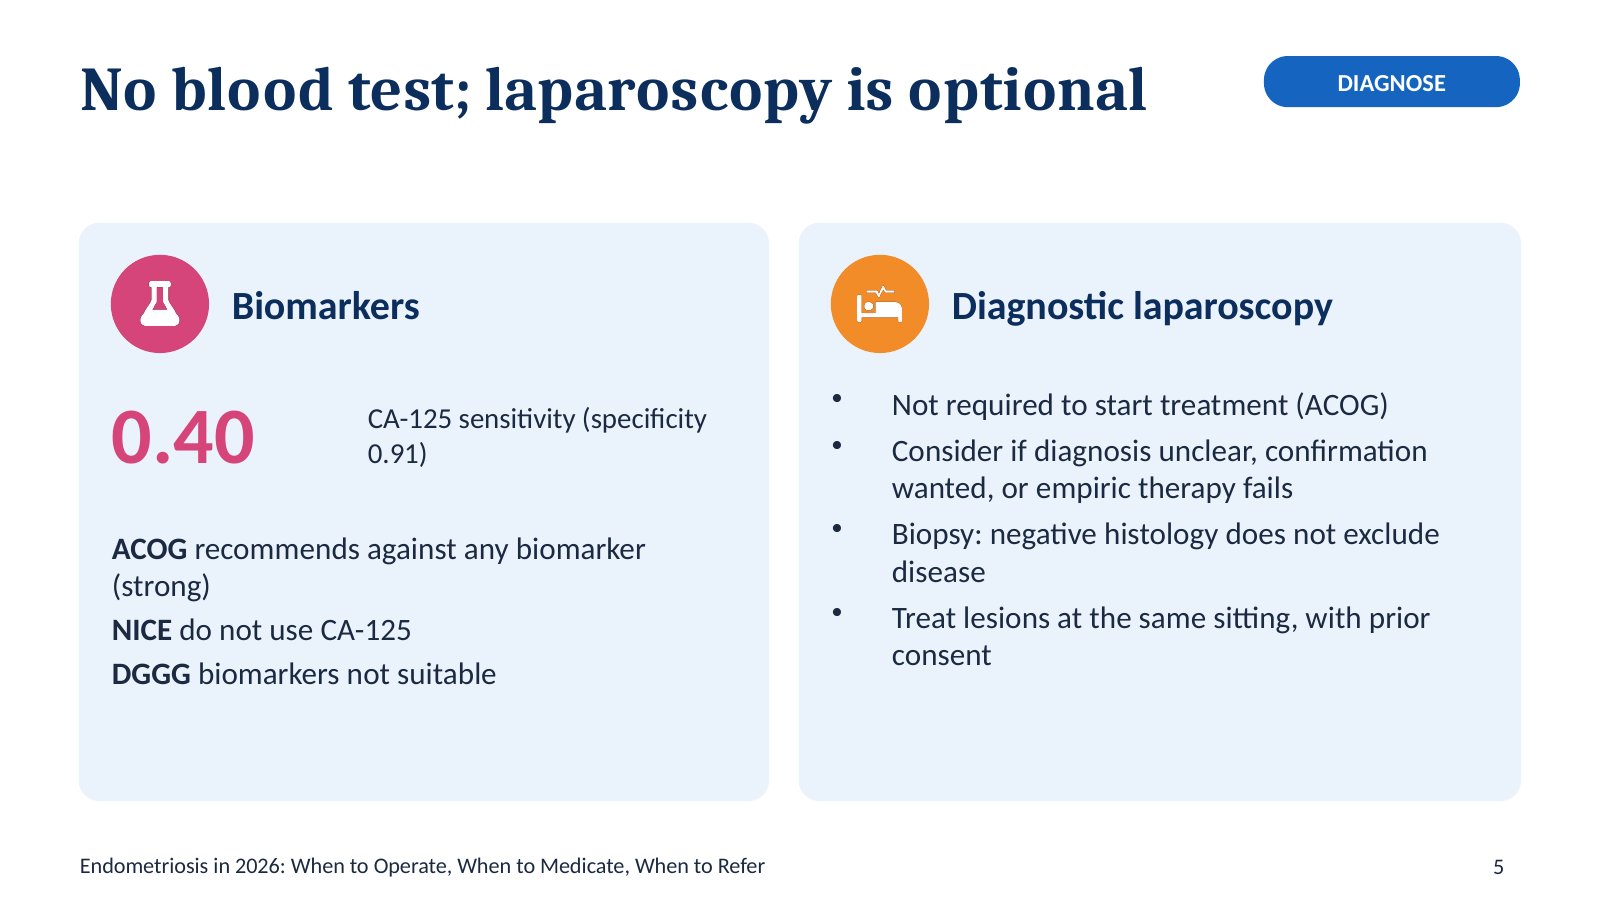 No blood test; laparoscopy is optional
DIAGNOSE
Biomarkers
0.40
CA-125 sensitivity (specificity
0.91)
ACOG recommends against any biomarker
(strong)
NICE do not use CA-125
DGGG biomarkers not suitable
Diagnostic laparoscopy
• Not required to start treatment (ACOG)
• Consider if diagnosis unclear, confirmation
wanted, or empiric therapy fails
• Biopsy: negative histology does not exclude
disease
• Treat lesions at the same sitting, with prior
consent
Endometriosis in 2026: When to Operate, When to Medicate, When to Refer
5